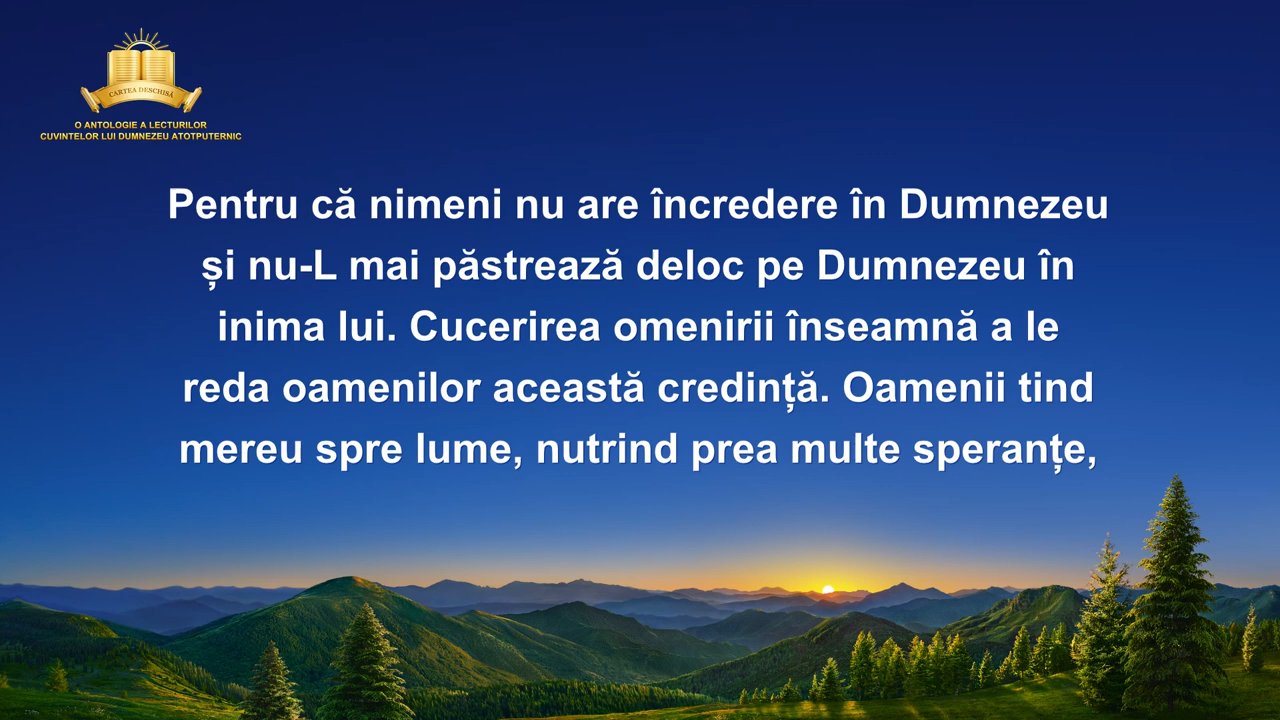 CARTEA DESCHISĂ
O ANTOLOGIE A LECTURILOR
CUVINTELOR LUI DUMNEZEU ATOTPUTERNIC
Pentru că nimeni nu are încredere în Dumnezeu
și nu-L mai păstrează deloc pe Dumnezeu în
inima lui. Cucerirea omenirii înseamnă a le
reda oamenilor această credință. Oamenii tind
mereu spre lume, nutrind prea multe speranțe,